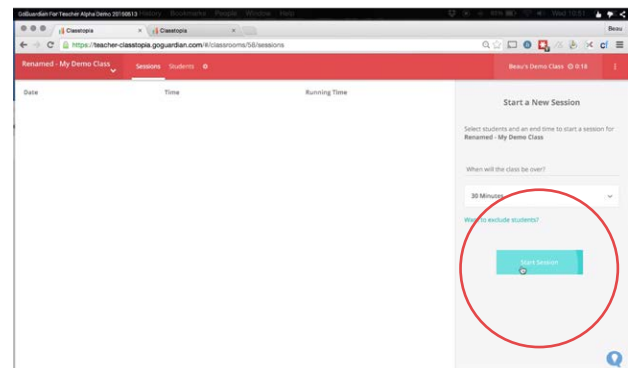 GoGuardian For Teacher Alpha Demo 20150813 History Bookmarks People Window Help
Classtopia × Classtopia ×
Beau
https://teacher-classtopia.goguardian.com/#/classrooms/58/sessions
Renamed - My Demo Class Sessions Students Beau's Demo Class 0:18
Date Time Running Time
Start a New Session
Select students and an end time to start a session for
Renamed - My Demo Class
When will the class be over?
30 Minutes
Want to exclude students?
Start Session